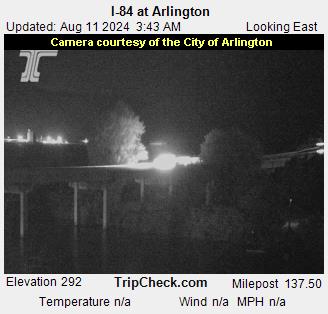 I-84 at Arlington
Updated: Aug 11 2024 3:43 AM Looking East
Camera courtesy of the City of Arlington
Elevation 292 TripCheck.com Milepost 137.50
Temperature n/a Wind n/a MPH n/a